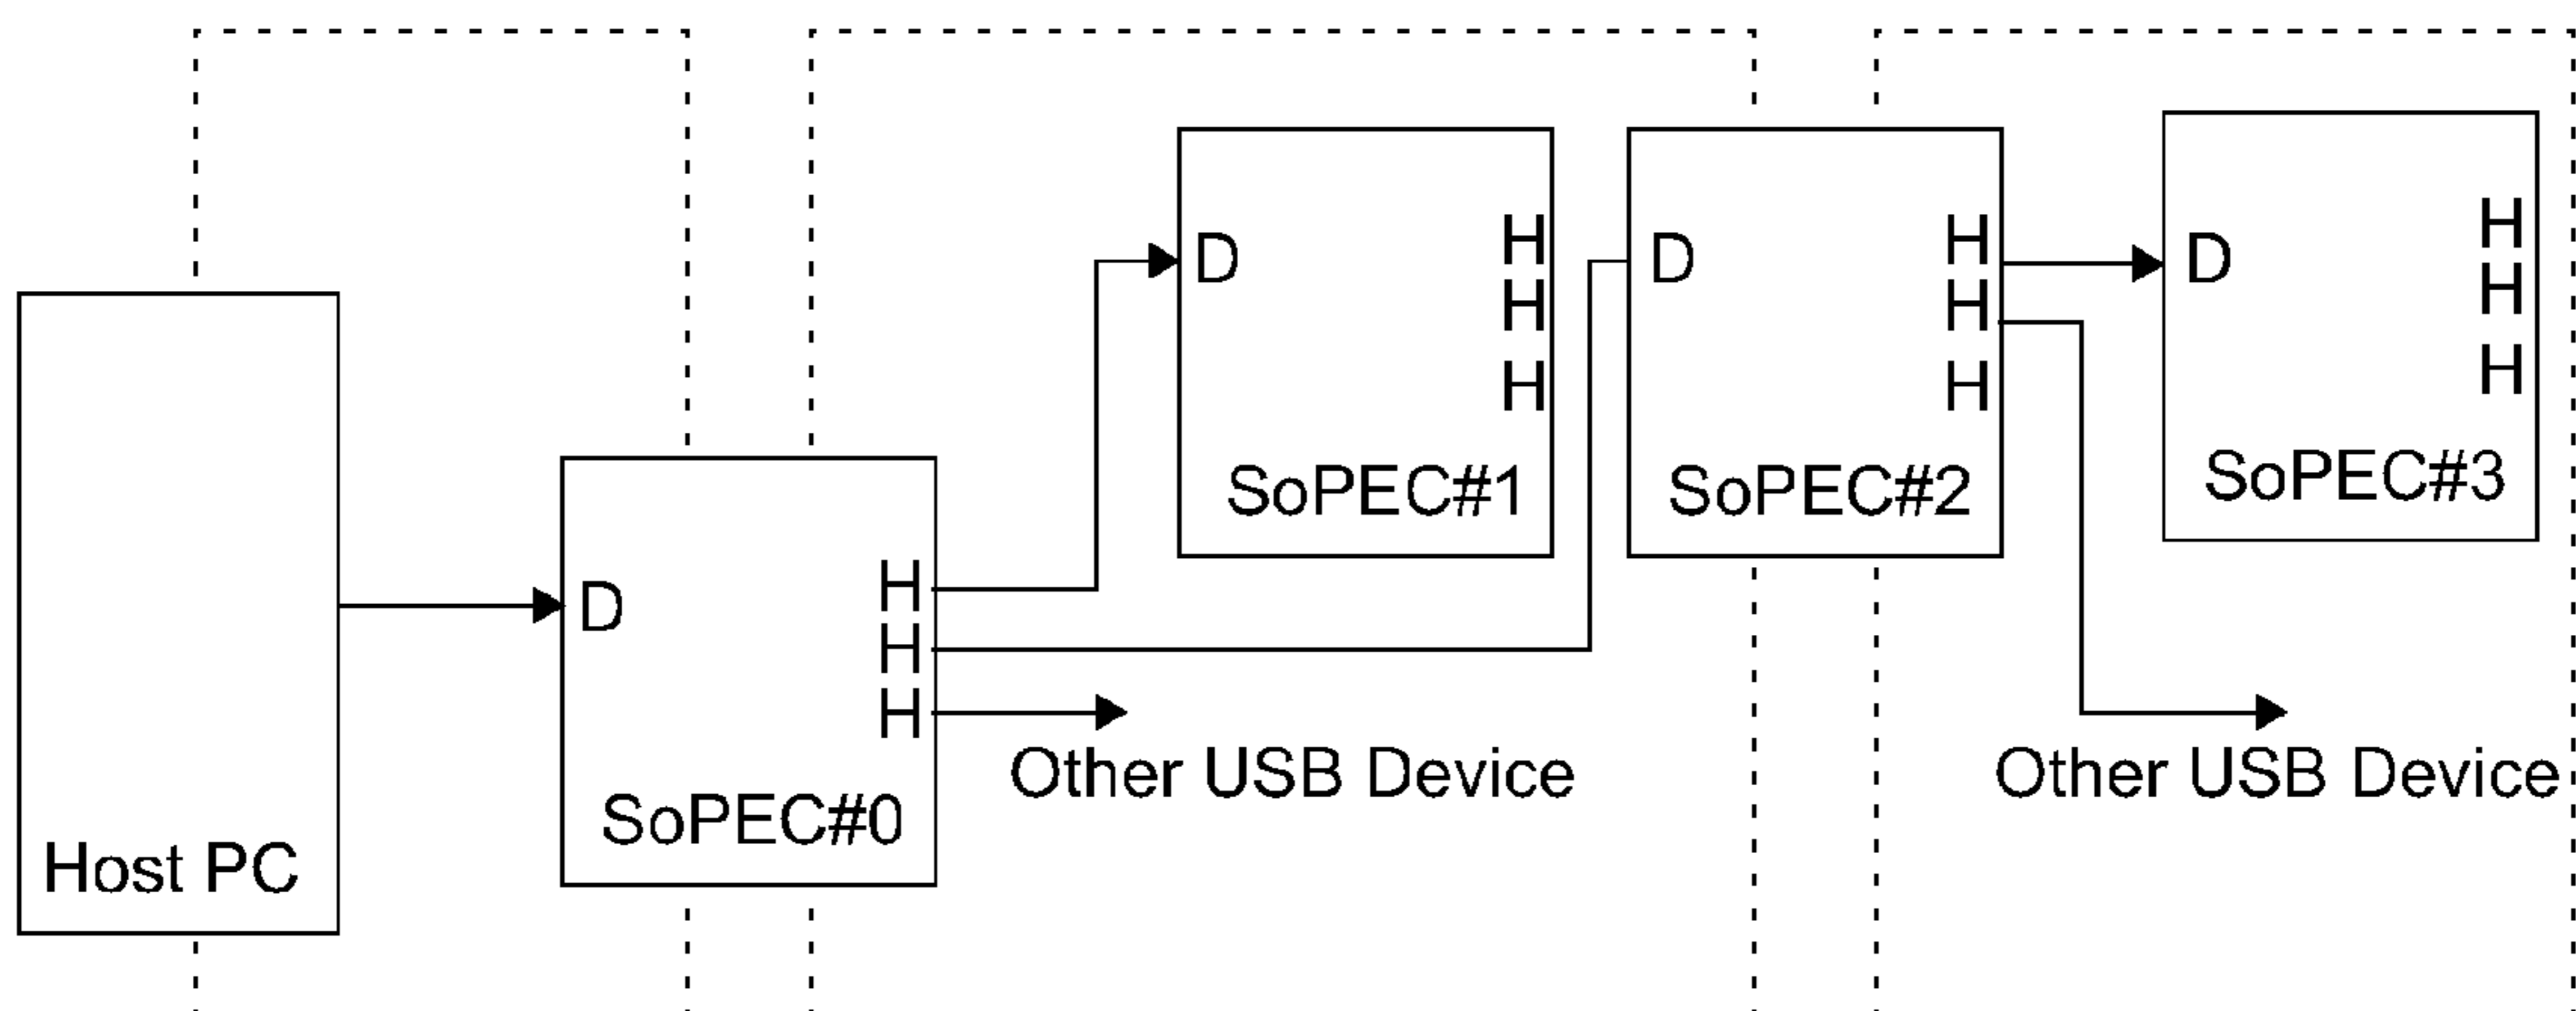 Host PC
D
H
H
H
SoPEC#0
D
H
H
H
SoPEC#1
D
H
H
H
SoPEC#2
D
H
H
H
SoPEC#3
Other USB Device
Other USB Device